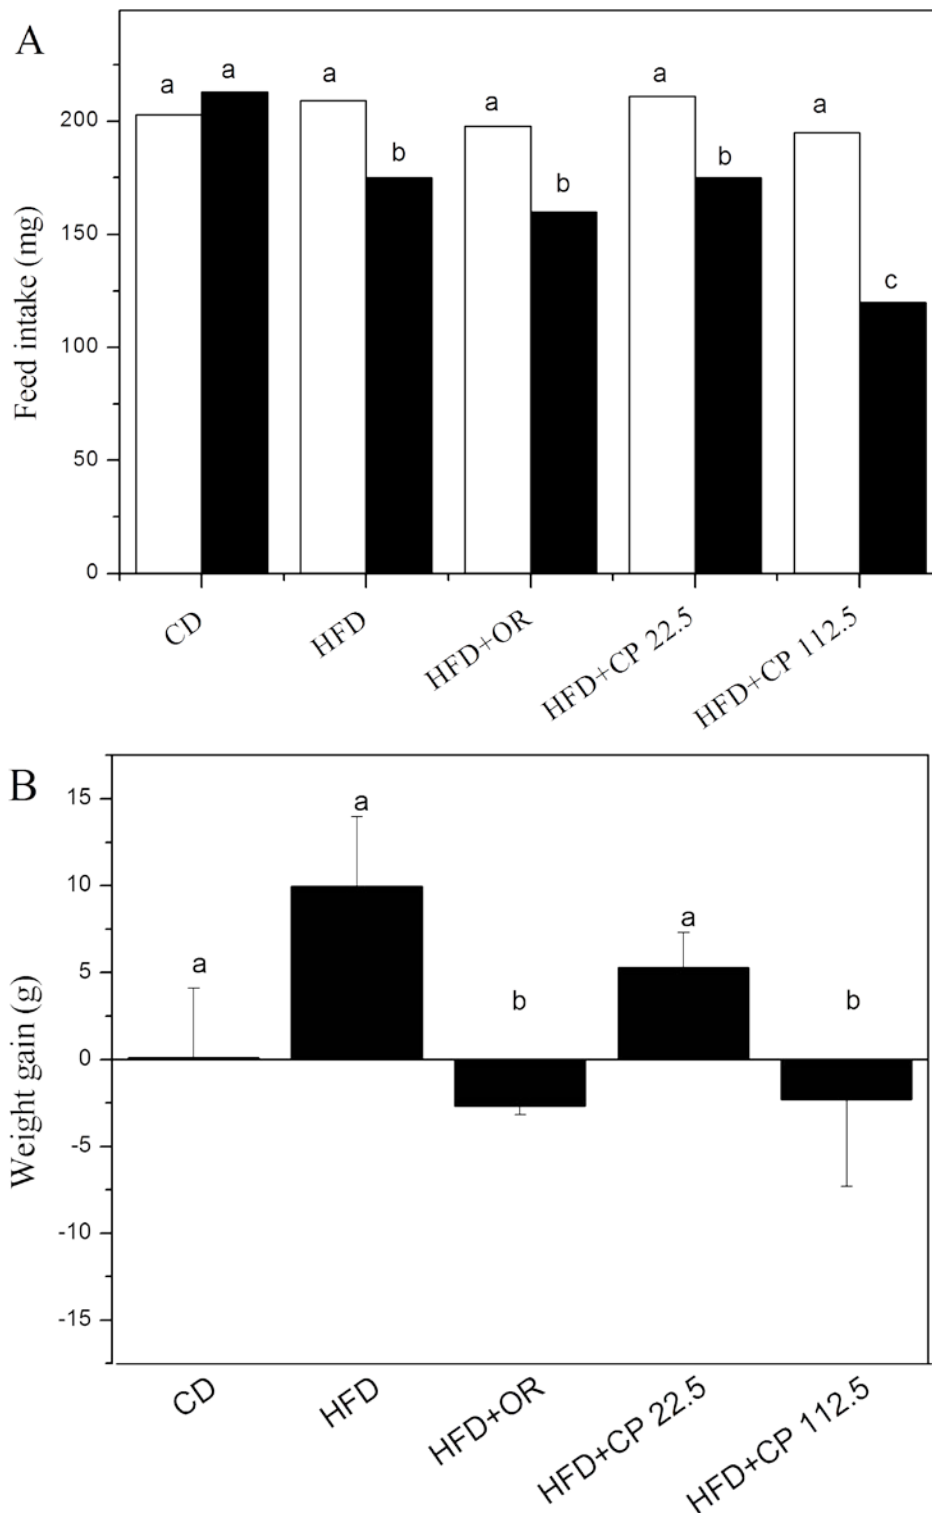 A
a a a a a a
b b b c
200
150
100
50
0
Feed intake (mg)
CD HFD HFD+OR HFD+CP 22.5 HFD+CP 112.5
B
a a b a b
15
10
5
0
-5
-10
-15
Weight gain (g)
CD HFD HFD+OR HFD+CP 22.5 HFD+CP 112.5